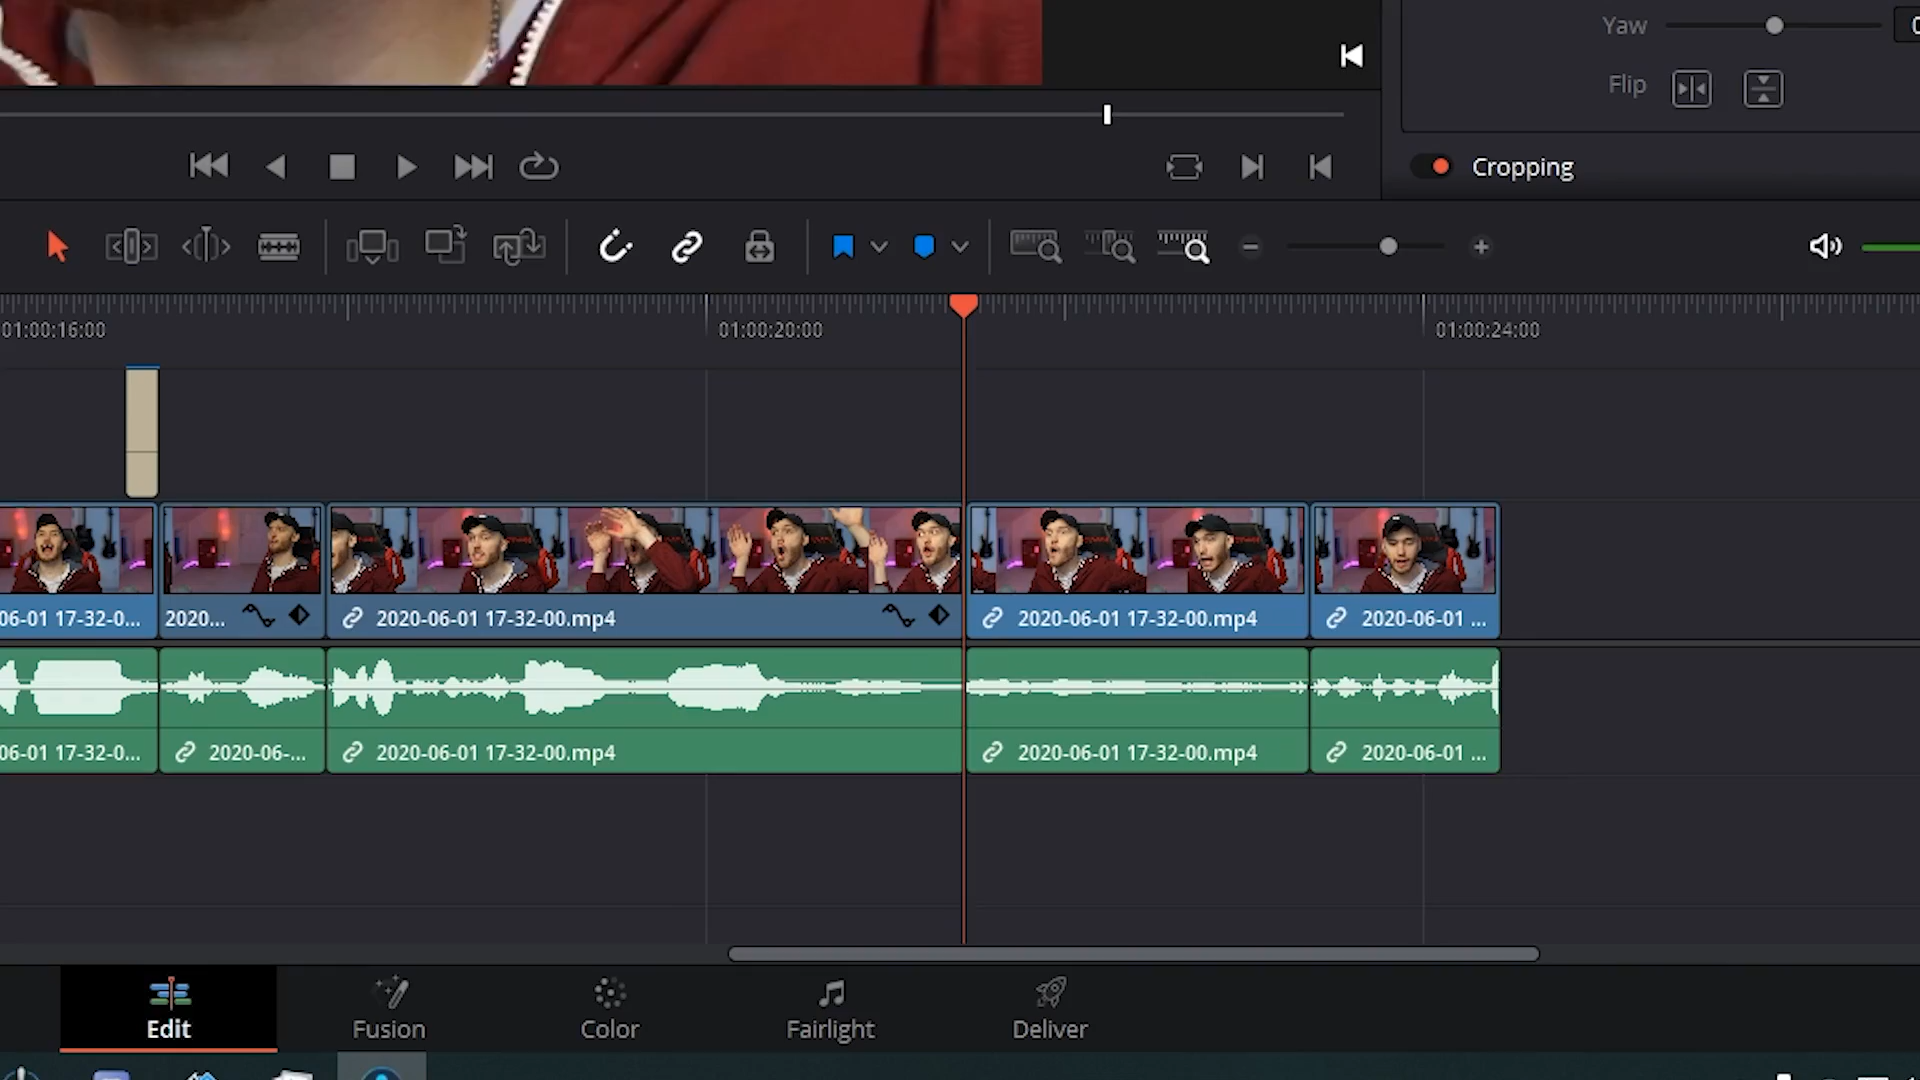 Yaw
Flip
Cropping
01:00:16:00
01:00:20:00
01:00:24:00
06-01 17-32-0...
2020...
2020-06-01 17-32-00.mp4
2020-06-01 17-32-00.mp4
2020-06-01 ...
06-01 17-32-0...
2020-06-...
2020-06-01 17-32-00.mp4
2020-06-01 17-32-00.mp4
2020-06-01 ...
Edit
Fusion
Color
Fairlight
Deliver